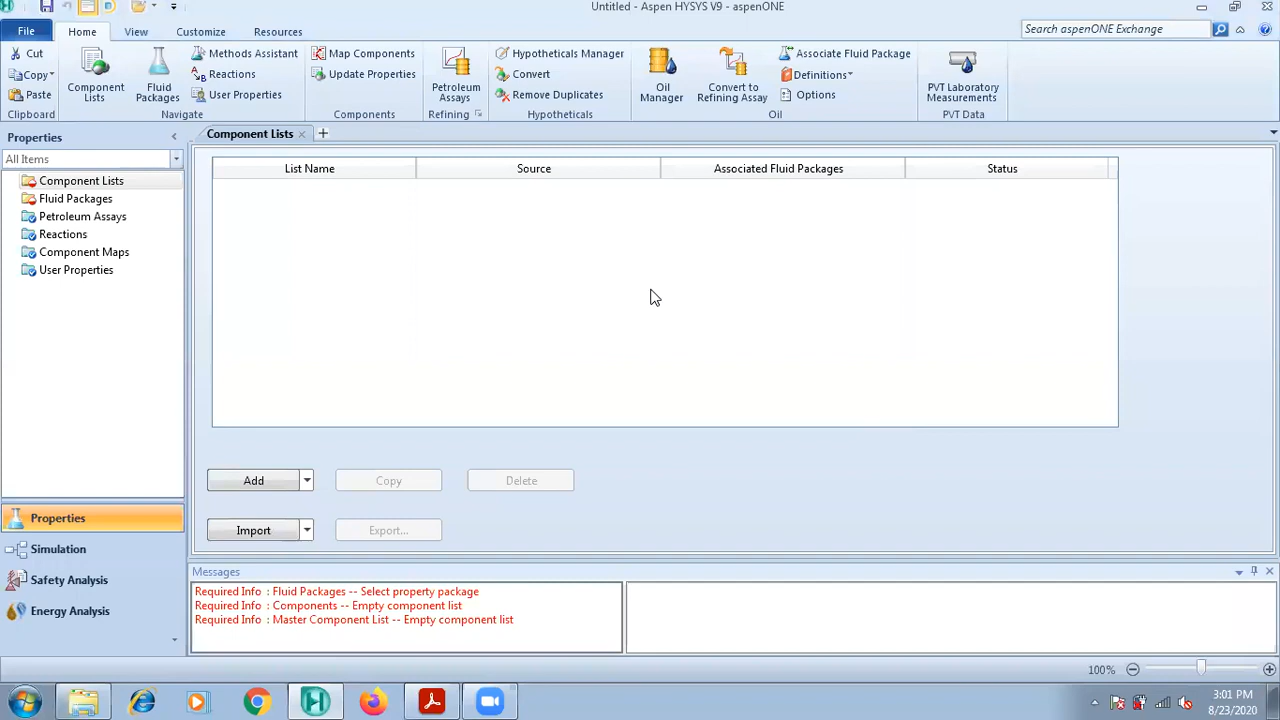 Untitled - Aspen HYSYS V9 - aspenONE
File Home View Customize Resources
Search aspenONE Exchange
Cut
Copy
Paste
Clipboard
Component Lists
Fluid Packages
Methods Assistant
Reactions
User Properties
Navigate
Map Components
Update Properties
Components
Petroleum Assays
Refining
Hypotheticals Manager
Convert
Remove Duplicates
Hypotheticals
Oil Manager
Convert to Refining Assay
Associate Fluid Package
Definitions
Options
Oil
PVT Laboratory Measurements
PVT Data
Properties
All Items
Component Lists
Fluid Packages
Petroleum Assays
Reactions
Component Maps
User Properties
Properties
Simulation
Safety Analysis
Energy Analysis
Component Lists
List Name Source Associated Fluid Packages Status
Add Copy Delete
Import Export...
Messages
Required Info : Fluid Packages -- Select property package
Required Info : Components -- Empty component list
Required Info : Master Component List -- Empty component list
100%
3:01 PM
8/23/2020